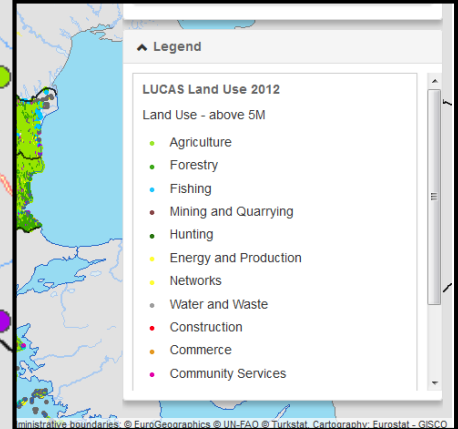 Legend
LUCAS Land Use 2012
Land Use - above 5M
Agriculture
Forestry
Fishing
Mining and Quarrying
Hunting
Energy and Production
Networks
Water and Waste
Construction
Commerce
Community Services
ministrative boundaries: © EuroGeographics © UN-FAO © Turkstat, Cartography: Eurostat - GISCO